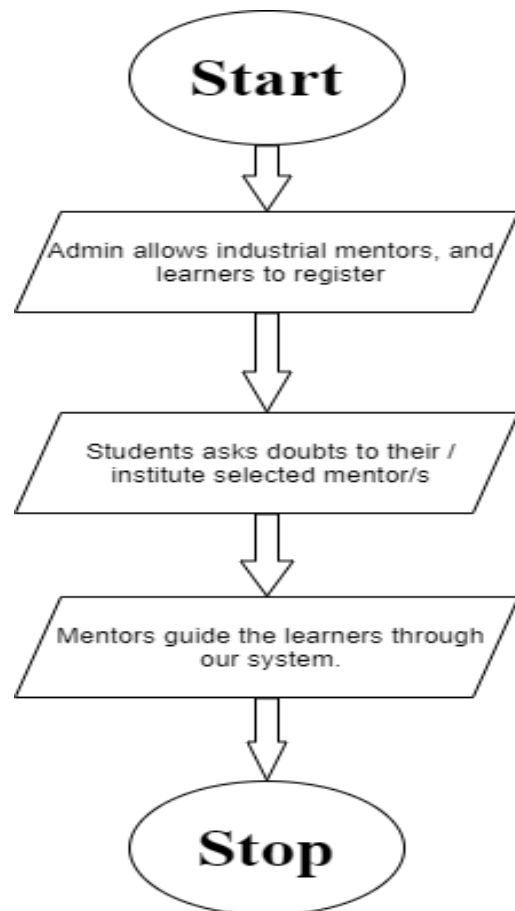 Start
Admin allows industrial mentors, and
learners to register
Students asks doubts to their /
institute selected mentor/s
Mentors guide the learners through
our system.
Stop